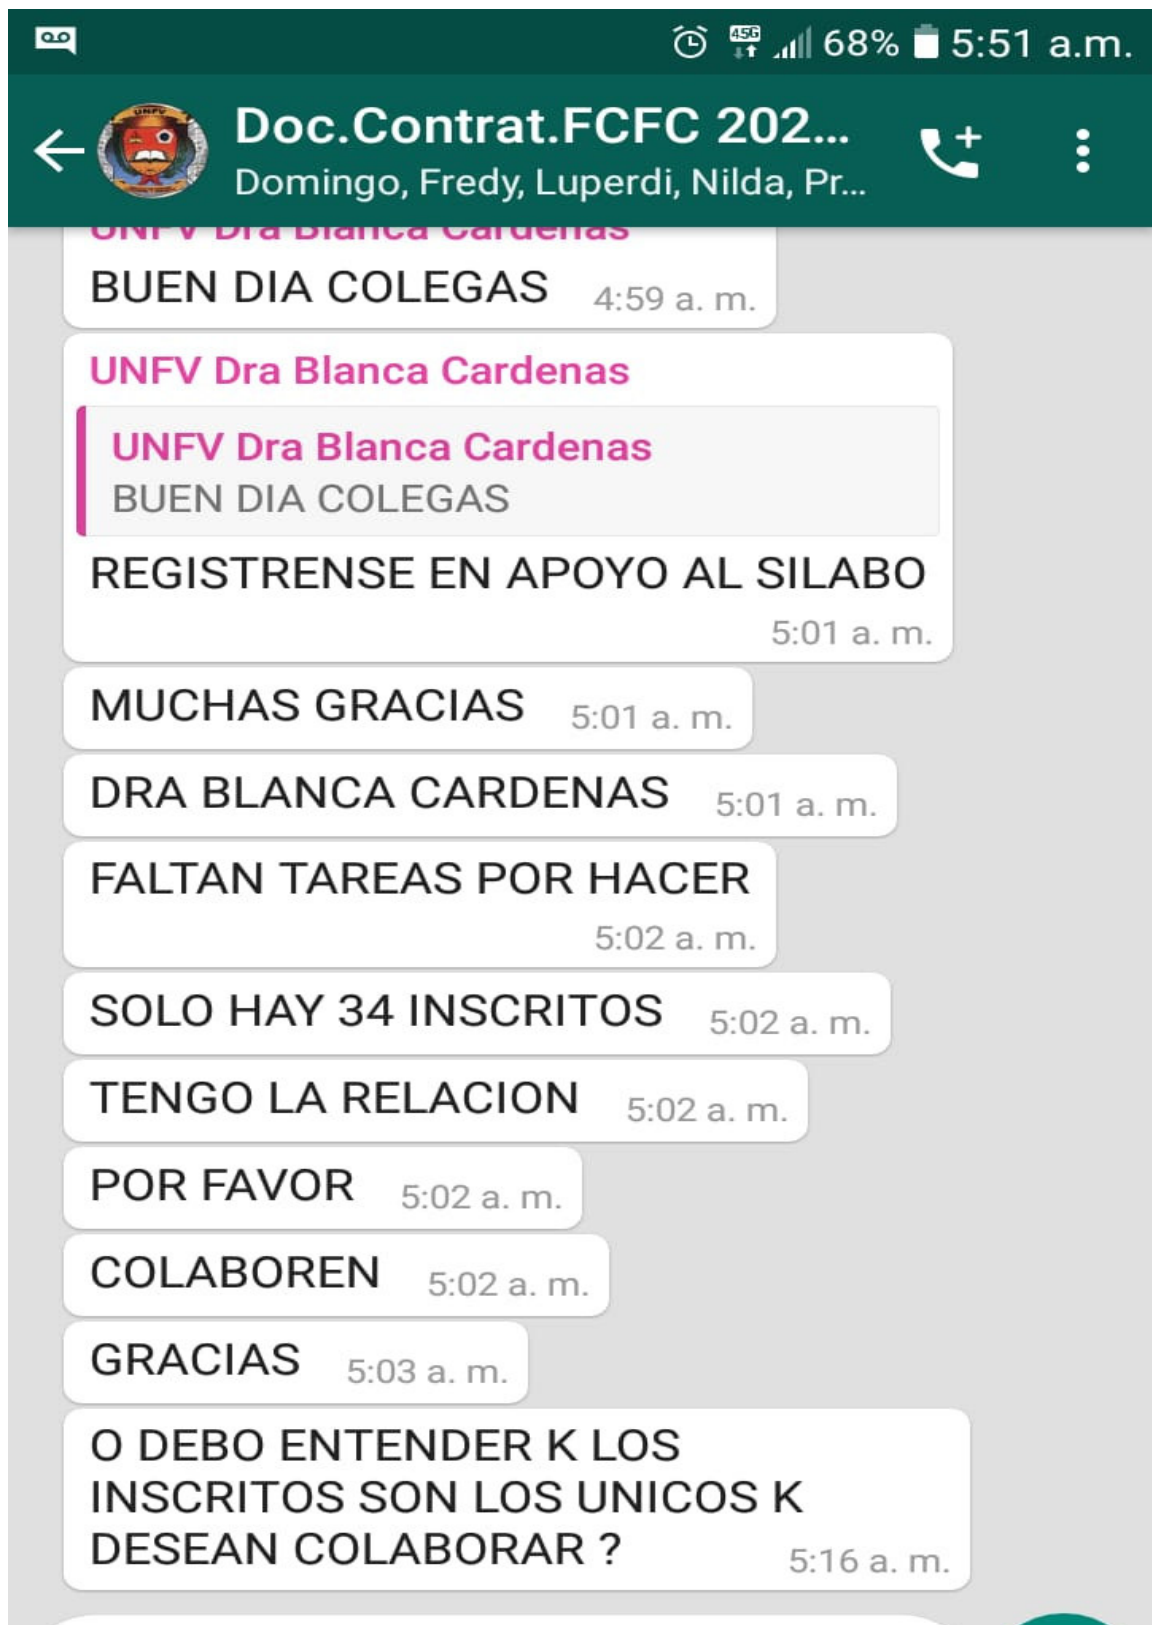 68% 5:51 a.m.
Doc.Contrat.FCFC 202...
Domingo, Fredy, Luperdi, Nilda, Pr...
UNFV Dra Blanca Cardenas
BUEN DIA COLEGAS 4:59 a. m.
UNFV Dra Blanca Cardenas
UNFV Dra Blanca Cardenas
BUEN DIA COLEGAS
REGISTRENSE EN APOYO AL SILABO
5:01 a. m.
MUCHAS GRACIAS 5:01 a. m.
DRA BLANCA CARDENAS 5:01 a. m.
FALTAN TAREAS POR HACER
5:02 a. m.
SOLO HAY 34 INSCRITOS 5:02 a. m.
TENGO LA RELACION 5:02 a. m.
POR FAVOR 5:02 a. m.
COLABOREN 5:02 a. m.
GRACIAS 5:03 a. m.
O DEBO ENTENDER K LOS
INSCRITOS SON LOS UNICOS K
DESEAN COLABORAR ? 5:16 a. m.